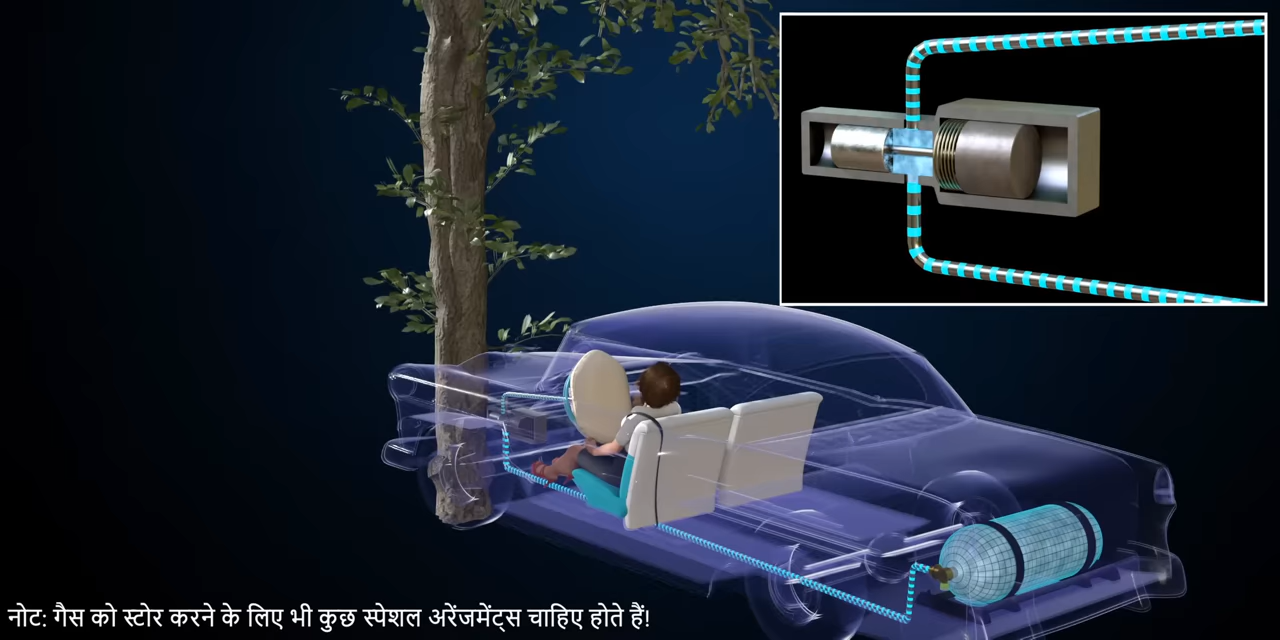 नोट: गैस को स्टोर करने के लिए भी कुछ स्पेशल अरेंजमेंट्स चाहिए होते हैं!